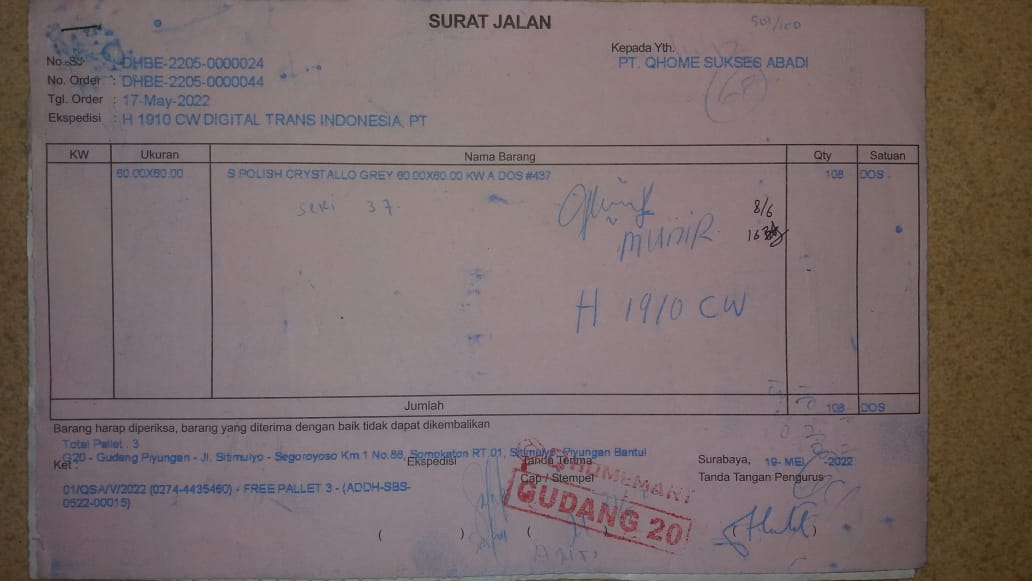 SURAT JALAN
501/100
No. SJ : DHBE-2205-0000024
No. Order : DHBE-2205-0000044
Tgl. Order : 17-May-2022
Ekspedisi : H 1910 CW DIGITAL TRANS INDONESIA, PT
Kepada Yth.
PT. QHOME SUKSES ABADI
KW Ukuran Nama Barang Qty Satuan
60.00X60.00 S POLISH CRYSTALLO GREY 60.00X60.00 KW A DOS #437 108 DOS
seri 37
8/6
MUNIR
H 1910 CW
Jumlah 108 DOS
Barang harap diperiksa, barang yang diterima dengan baik tidak dapat dikembalikan
Total Pallet : 3
G20 - Gudang Piyungan - Jl. Sitimulyo - Segoroyoso Km.1 No.88, Somokaton RT.01, Sitimulyo, Piyungan Bantul
Ket :
01/QSA/V/2022 (0274-4435460) - FREE PALLET 3 - (ADDH-SBS-
0522-00015)
Ekspedisi
( )
Tanda Terima
Cap / Stempel
QHOMEMART
GUDANG 20
( )
Surabaya, 19- MEI -2022
Tanda Tangan Pengurus